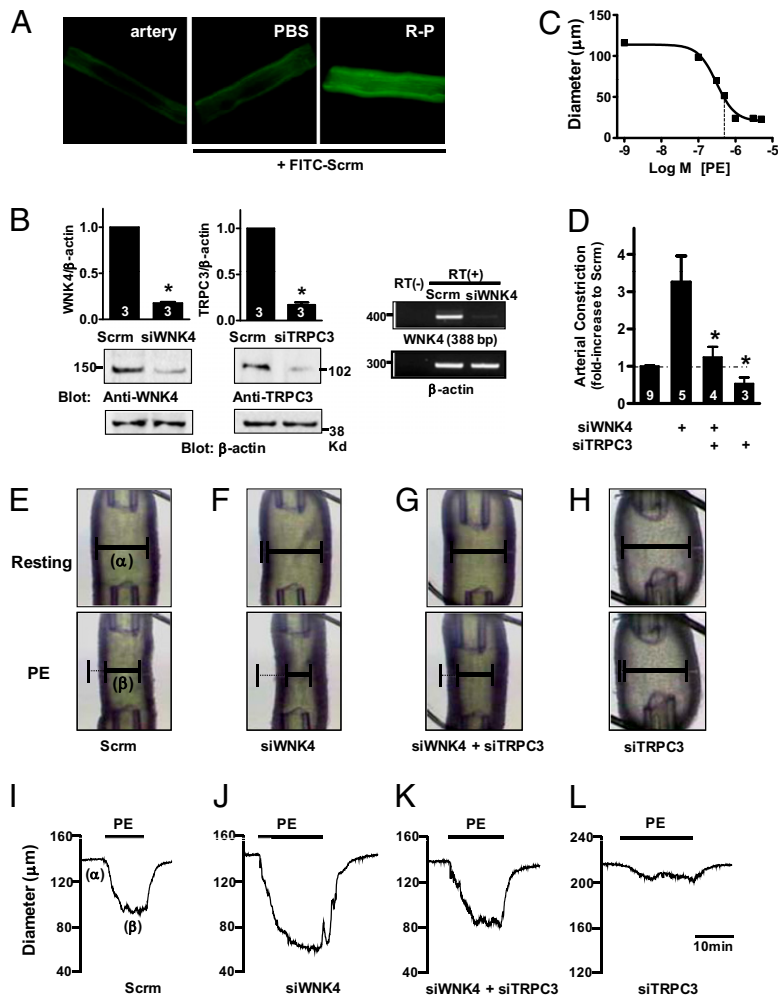 A
artery
PBS
R-P
+ FITC-Scrm
C
Diameter (µm)
150
100
50
0
-9
-8
-7
-6
-5
Log M [PE]
B
WNK4/β-actin
1.0
0.5
0.0
3
*
3
Scrm siWNK4
150
Blot: Anti-WNK4
TRPC3/β-actin
1.0
0.5
0.0
3
*
3
Scrm siTRPC3
102
Anti-TRPC3
38
Kd
Blot: β-actin
RT(-)
RT(+)
Scrm siWNK4
400
WNK4 (388 bp)
300
β-actin
D
Arterial Constriction
(fold-increase to Scrm)
4
2
1
0
9
5
*
4
*
3
siWNK4 + +
siTRPC3 + +
E
F
G
H
Resting
(α)
PE
(β)
Scrm
siWNK4
siWNK4 + siTRPC3
siTRPC3
I
Diameter (µm)
160
120
80
40
PE
(α)
(β)
Scrm
J
160
120
80
40
PE
siWNK4
K
160
120
80
40
PE
siWNK4 + siTRPC3
L
240
200
160
120
PE
10min
siTRPC3